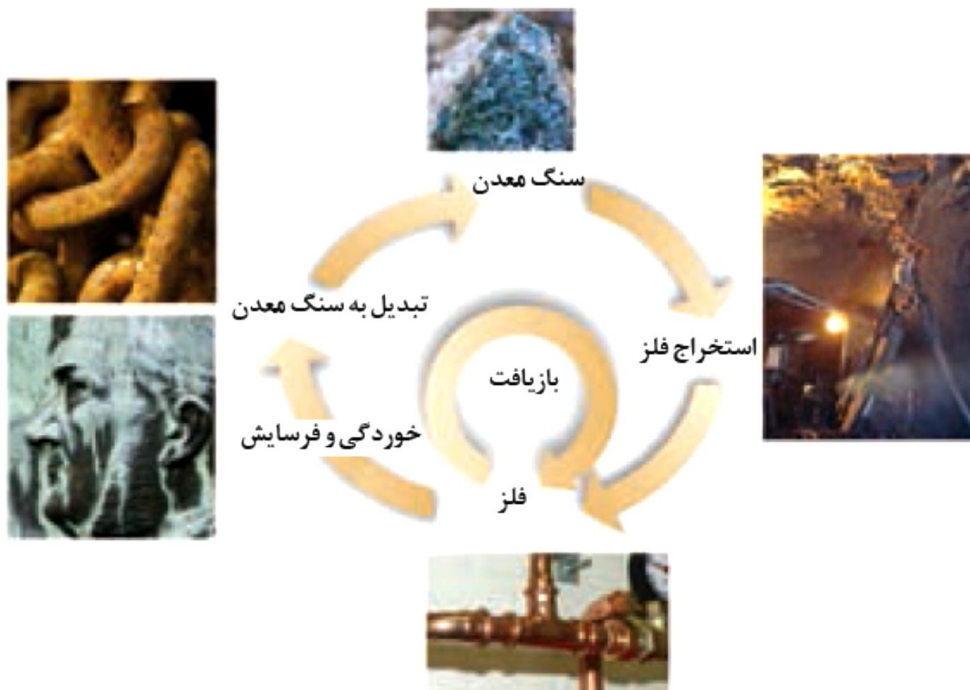 سنگ معدن
استخراج فلز
فلز
خوردگی و فرسایش
تبدیل به سنگ معدن
بازیافت